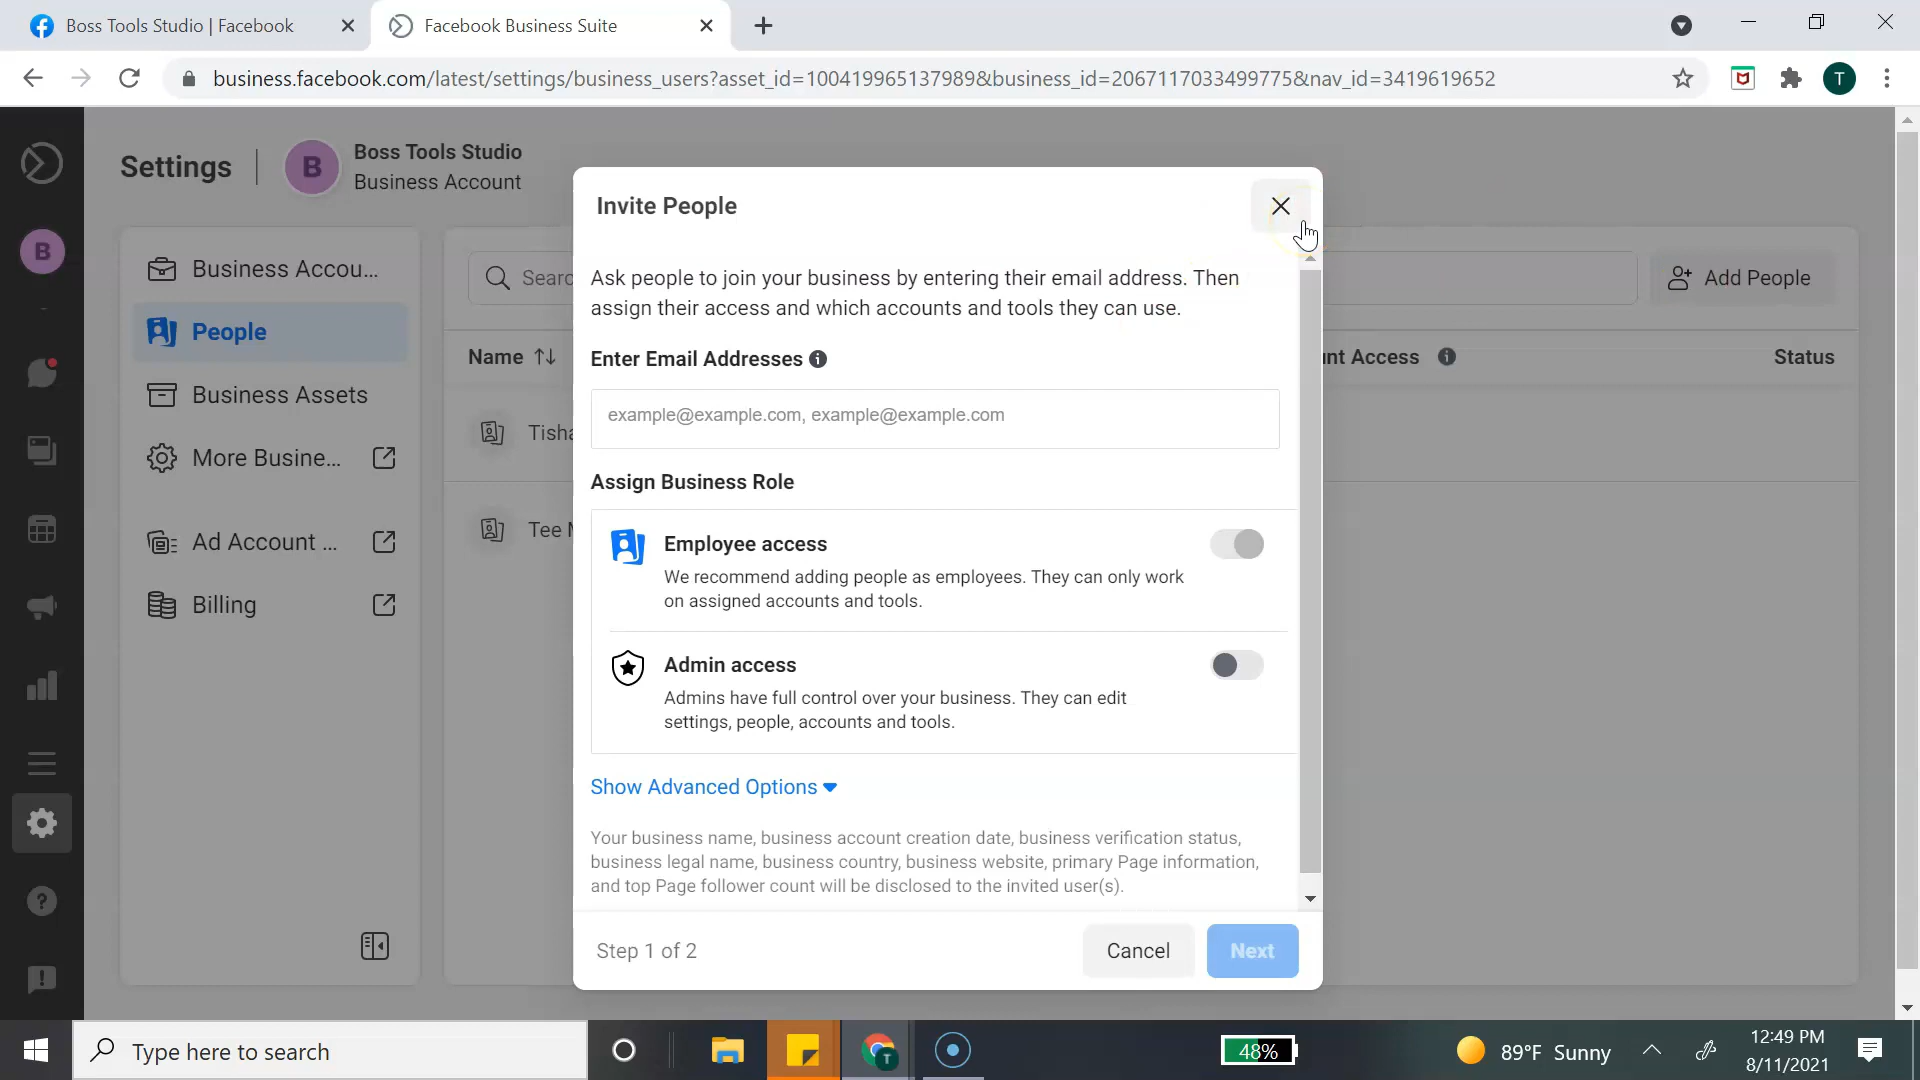 Boss Tools Studio | Facebook
Facebook Business Suite
business.facebook.com/latest/settings/business_users?asset_id=100419965137989&business_id=2067117033499775&nav_id=3419619652
T
Settings
B
Boss Tools Studio
Business Account
B
Business Accou...
People
Business Assets
More Busine...
Ad Account ...
Billing
Searc
Add People
Name
nt Access
Status
Tisha
Tee M
Invite People
Ask people to join your business by entering their email address. Then
assign their access and which accounts and tools they can use.
Enter Email Addresses
example@example.com, example@example.com
Assign Business Role
Employee access
We recommend adding people as employees. They can only work
on assigned accounts and tools.
Admin access
Admins have full control over your business. They can edit
settings, people, accounts and tools.
Show Advanced Options
Your business name, business account creation date, business verification status,
business legal name, business country, business website, primary Page information,
and top Page follower count will be disclosed to the invited user(s).
Step 1 of 2
Cancel
Next
Type here to search
T
48%
89°F Sunny
12:49 PM
8/11/2021